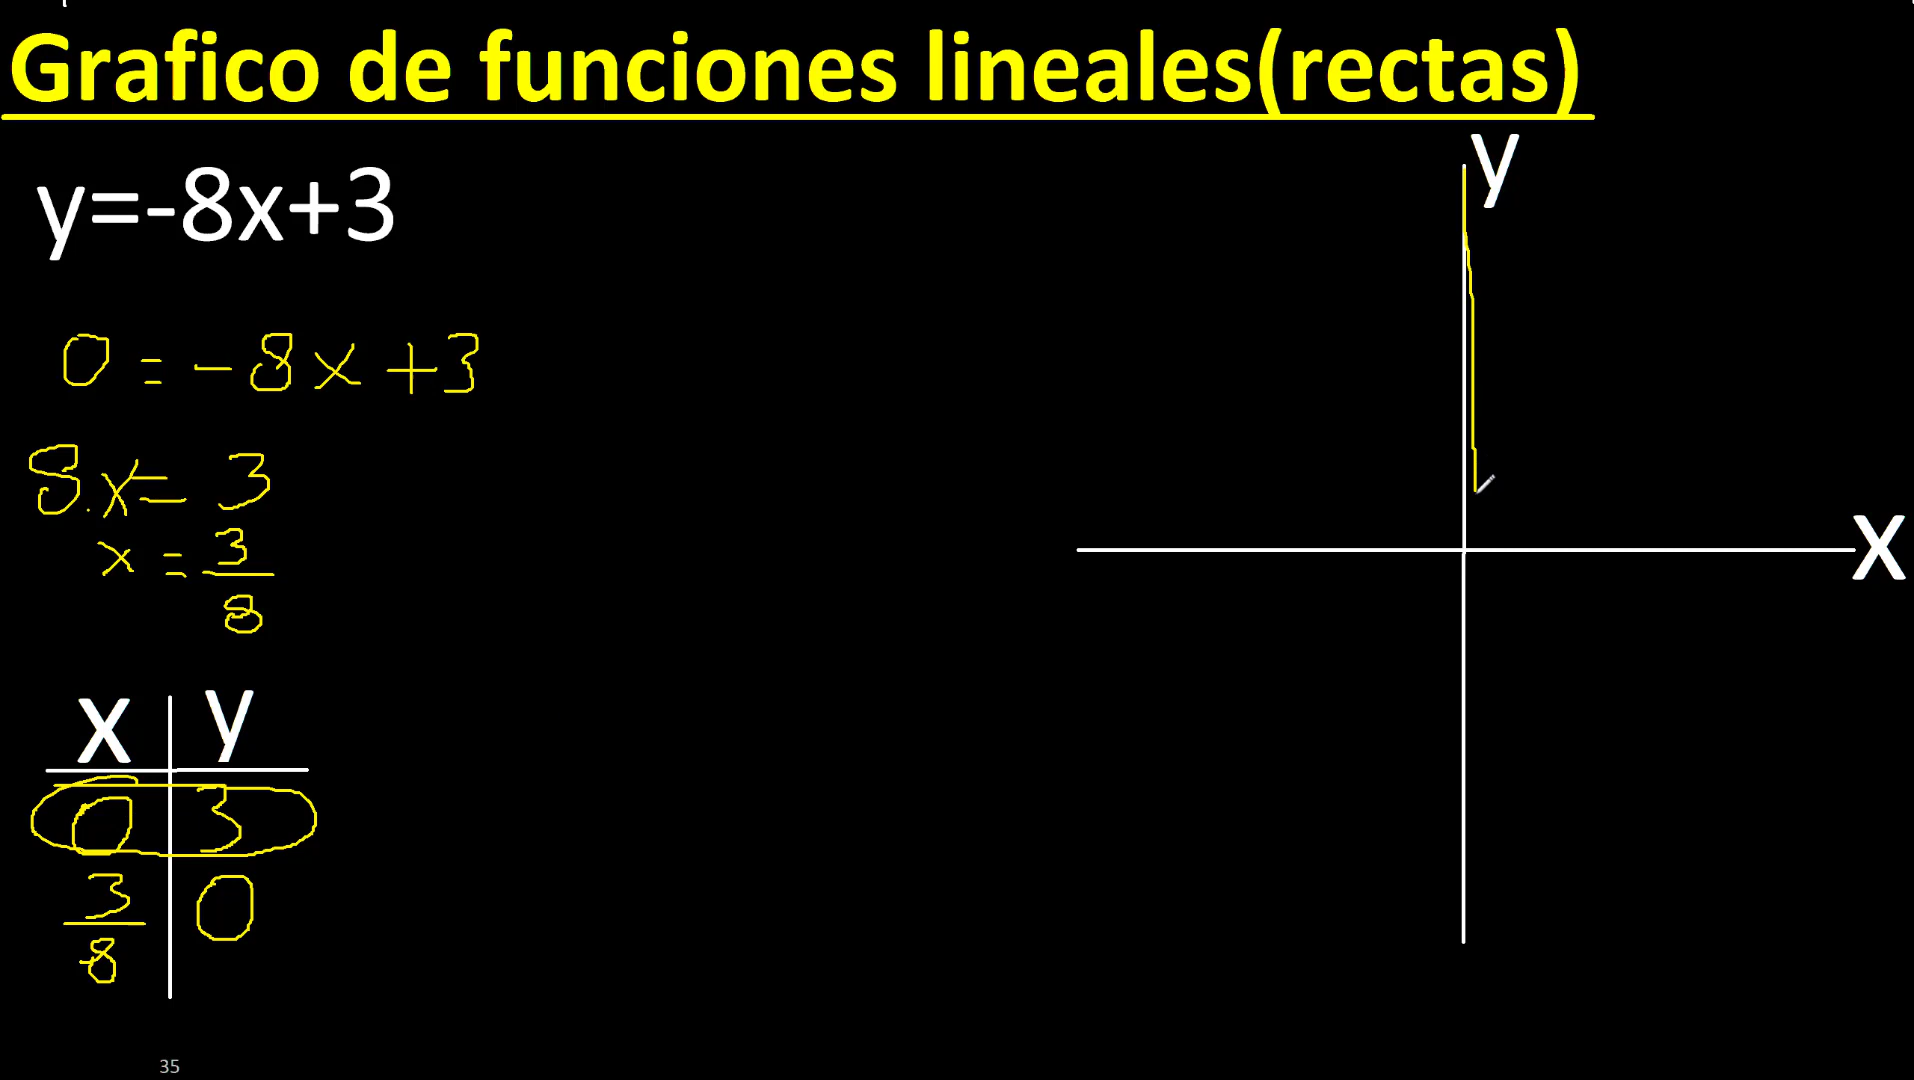 Grafico de funciones lineales(rectas)
y=-8x+3
0 = -8x +3
8.x= 3
x = 3
8
x y
0 3
3 0
8
y
x
35